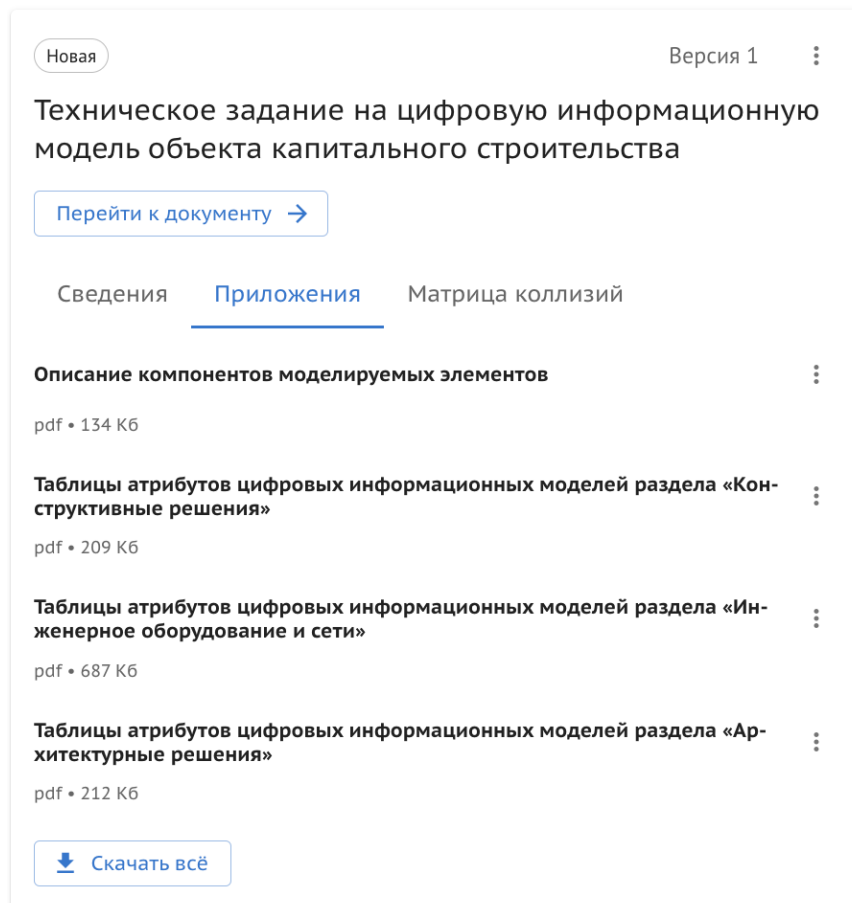 Новая
Версия 1
Техническое задание на цифровую информационную
модель объекта капитального строительства
Перейти к документу →
Сведения
Приложения
Матрица коллизий
Описание компонентов моделируемых элементов
pdf • 134 Кб
Таблицы атрибутов цифровых информационных моделей раздела «Кон-
структивные решения»
pdf • 209 Кб
Таблицы атрибутов цифровых информационных моделей раздела «Ин-
женерное оборудование и сети»
pdf • 687 Кб
Таблицы атрибутов цифровых информационных моделей раздела «Ар-
хитектурные решения»
pdf • 212 Кб
Скачать всё